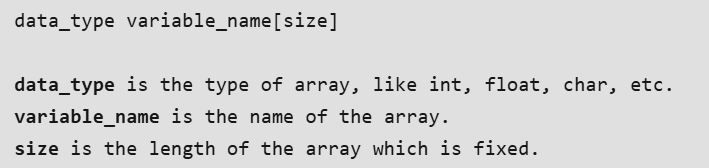 data_type variable_name[size]
data_type is the type of array, like int, float, char, etc.
variable_name is the name of the array.
size is the length of the array which is fixed.